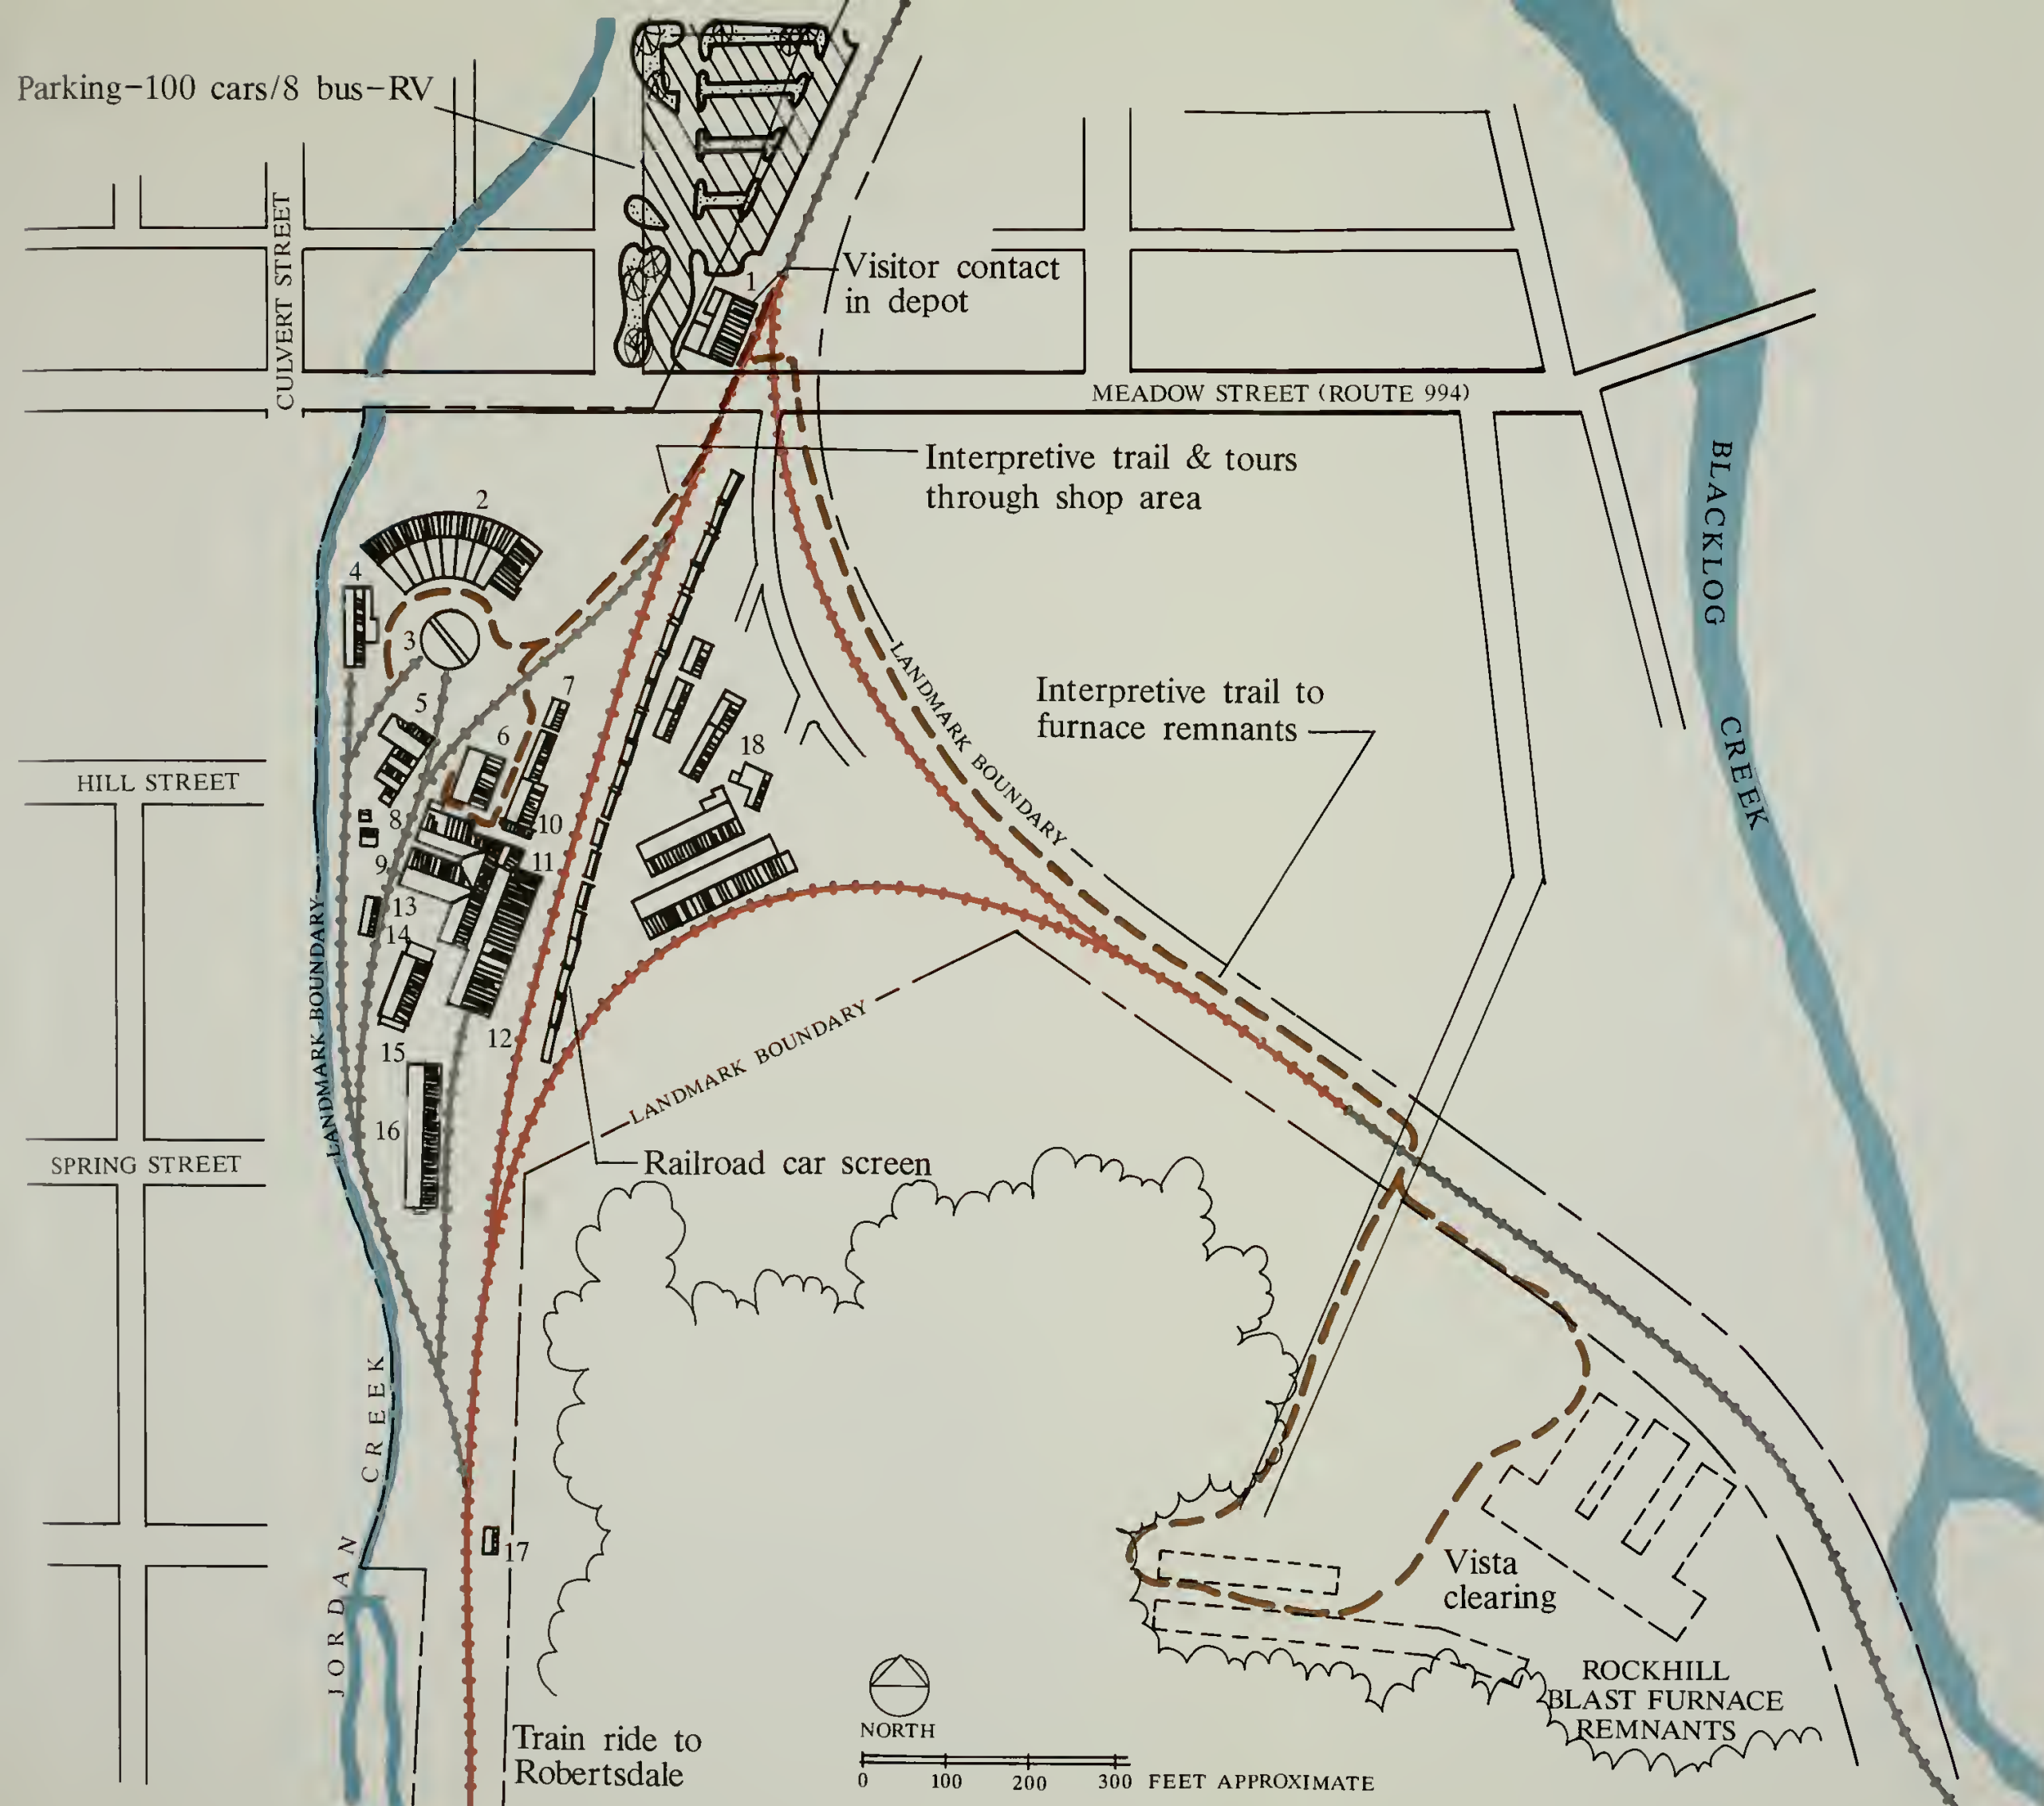 Parking-100 cars/8 bus-RV
CULVERT STREET
1
Visitor contact
in depot
MEADOW STREET (ROUTE 994)
Interpretive trail & tours
through shop area
BLACKLOG CREEK
2
4
3
LANDMARK BOUNDARY
Interpretive trail to
furnace remnants
5
7
6
18
HILL STREET
8
10
9
11
13
14
12
LANDMARK BOUNDARY
LANDMARK BOUNDARY
15
16
SPRING STREET
Railroad car screen
17
JORDAN CREEK
Vista
clearing
ROCKHILL
BLAST FURNACE
REMNANTS
Train ride to
Robertsdale
NORTH
0 100 200 300 FEET APPROXIMATE